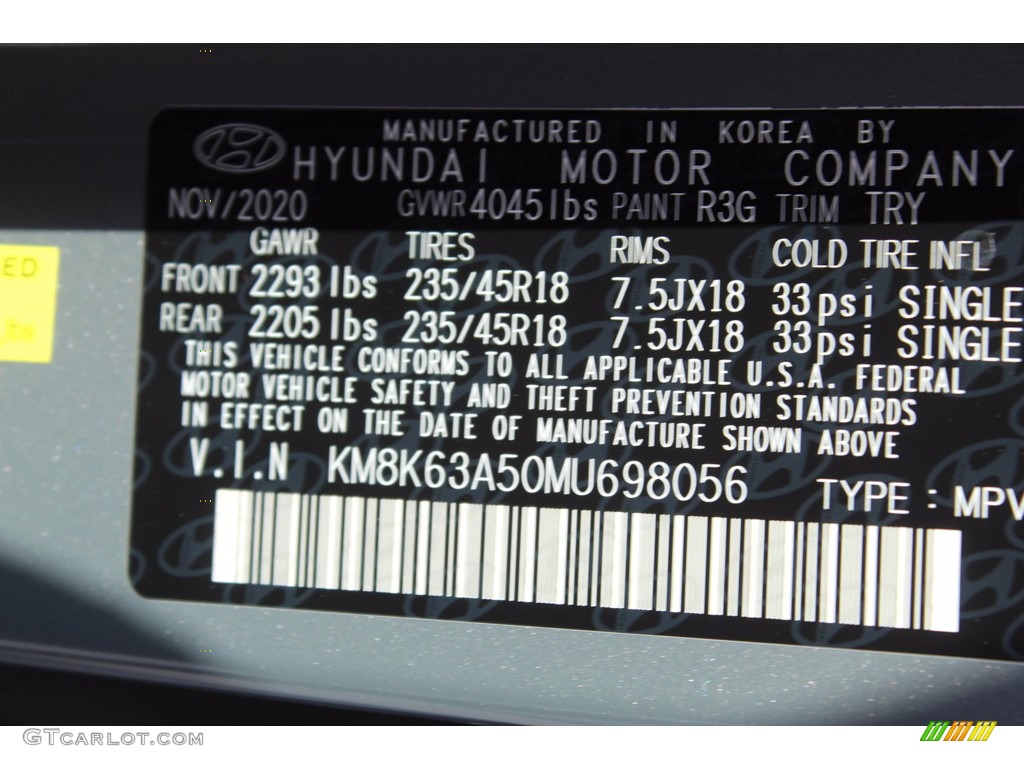 MANUFACTURED IN KOREA BY
HYUNDAI MOTOR COMPANY
NOV/2020 GVWR 4045lbs PAINT R3G TRIM TRY
GAWR TIRES RIMS COLD TIRE INFL
FRONT 2293 lbs 235/45R18 7.5JX18 33psi SINGLE
REAR 2205 lbs 235/45R18 7.5JX18 33psi SINGLE
THIS VEHICLE CONFORMS TO ALL APPLICABLE U.S.A. FEDERAL
MOTOR VEHICLE SAFETY AND THEFT PREVENTION STANDARDS
IN EFFECT ON THE DATE OF MANUFACTURE SHOWN ABOVE
V.I.N KM8K63A50MU698056
TYPE : MPV
ED
GTCARLOT.COM